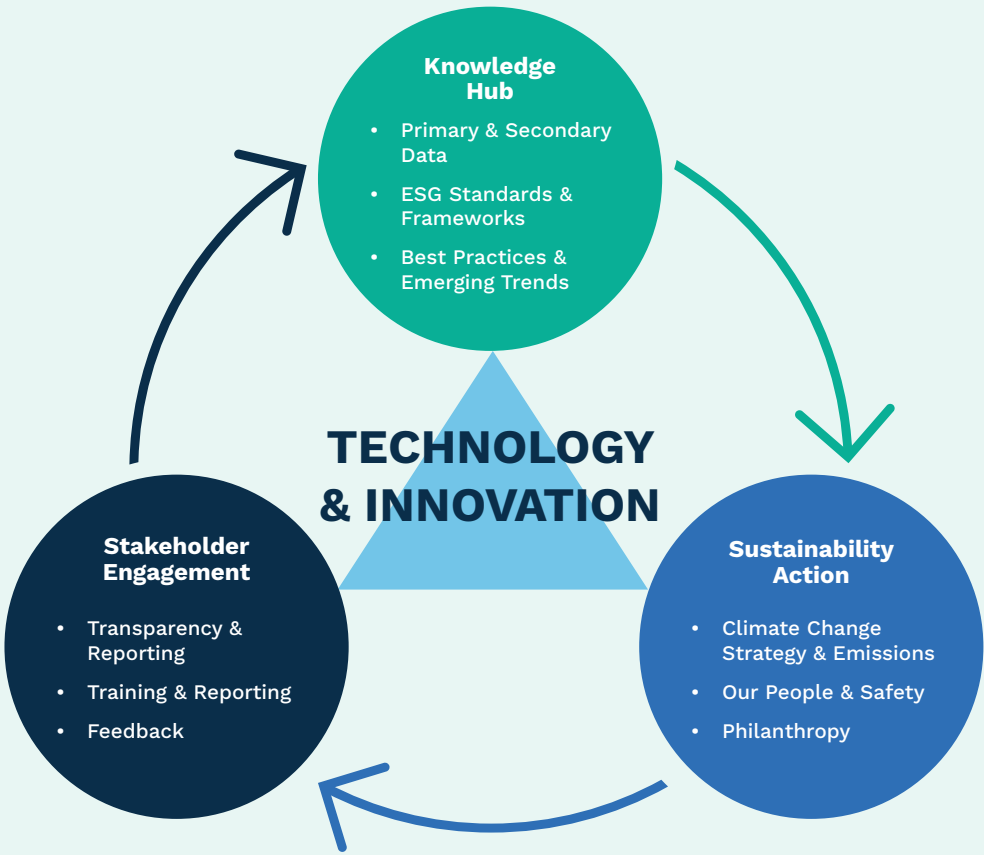 Knowledge
Hub
• Primary & Secondary
Data
• ESG Standards &
Frameworks
• Best Practices &
Emerging Trends
TECHNOLOGY
& INNOVATION
Stakeholder
Engagement
• Transparency &
Reporting
• Training & Reporting
• Feedback
Sustainability
Action
• Climate Change
Strategy & Emissions
• Our People & Safety
• Philanthropy